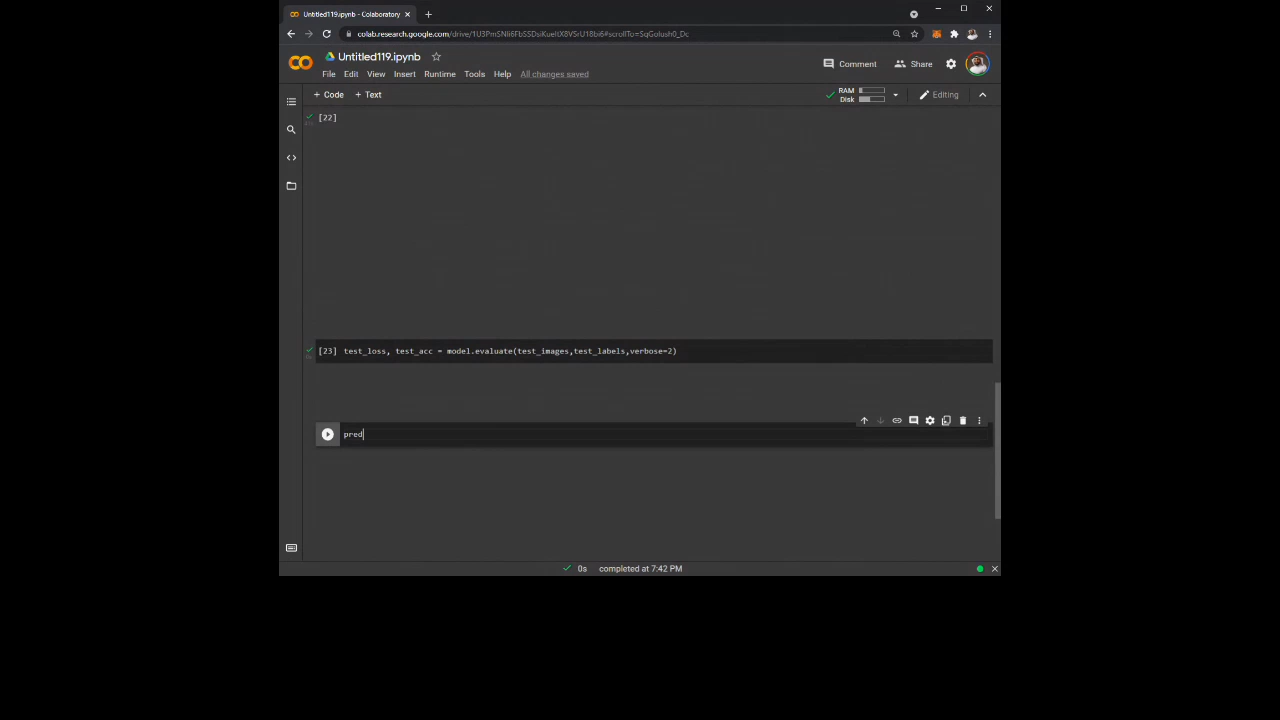 Untitled119.ipynb - Colaboratory
Untitled119.ipynb
Comment
Share
File Edit View Insert Runtime Tools Help All changes saved
+ Code + Text
RAM
Disk
Editing
[22]
[23] test_loss, test_acc = model.evaluate(test_images,test_labels,verbose=2)
pred
0s completed at 7:42 PM